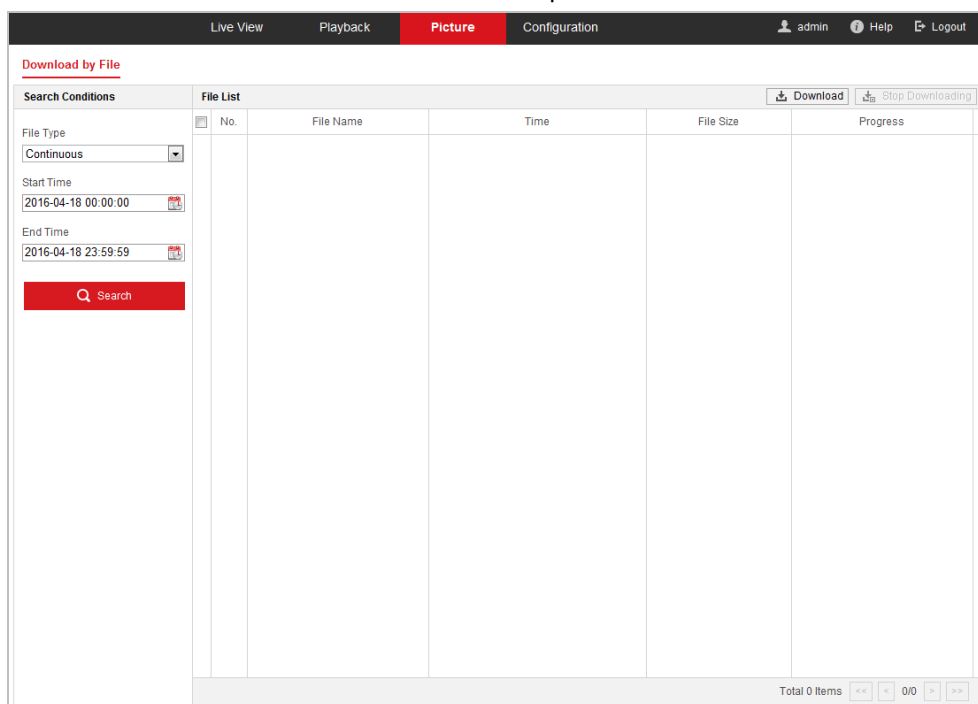 Live View Playback Picture Configuration admin Help Logout
Download by File
Search Conditions File List Download Stop Downloading
No. File Name Time File Size Progress
File Type
Continuous
Start Time
2016-04-18 00:00:00
End Time
2016-04-18 23:59:59
Search
Total 0 Items << < 0/0 > >>